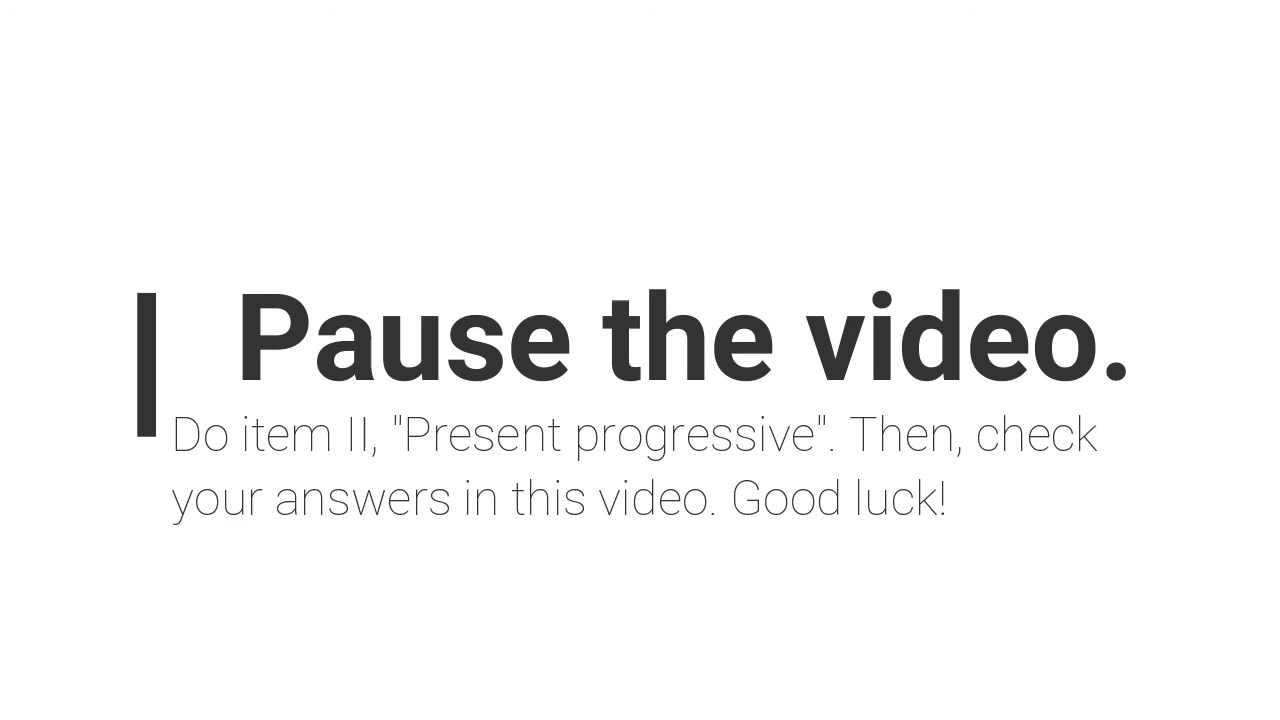 Pause the video.
Do item II, "Present progressive". Then, check
your answers in this video. Good luck!